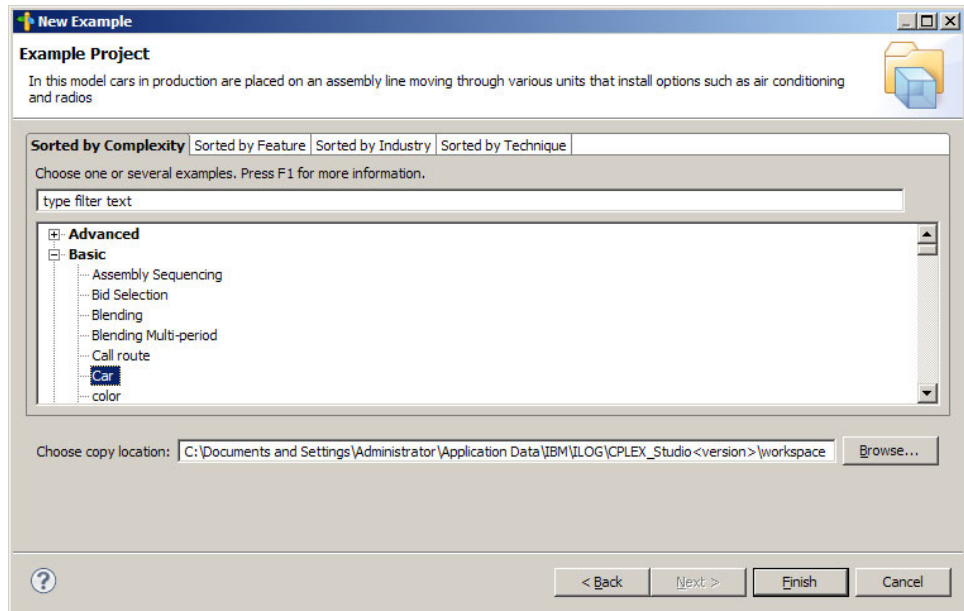 New Example
Example Project
In this model cars in production are placed on an assembly line moving through various units that install options such as air conditioning
and radios
Sorted by Complexity Sorted by Feature Sorted by Industry Sorted by Technique
Choose one or several examples. Press F1 for more information.
type filter text
Advanced
Basic
Assembly Sequencing
Bid Selection
Blending
Blending Multi-period
Call route
Car
color
Choose copy location: C:\Documents and Settings\Administrator\Application Data\IBM\ILOG\CPLEX_Studio<version>\workspace Browse...
? < Back Next > Finish Cancel